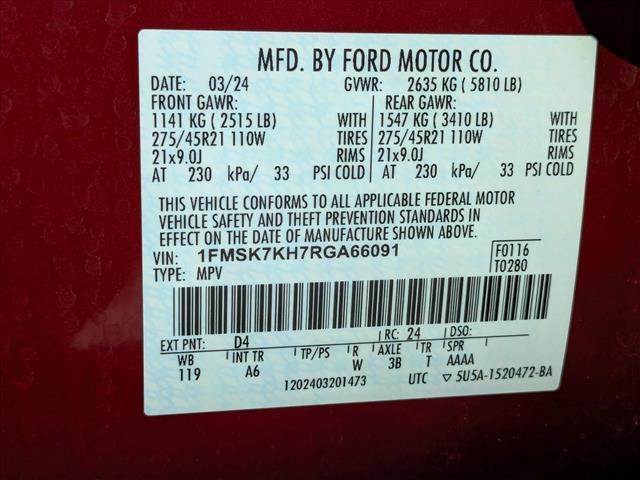 MFD. BY FORD MOTOR CO.
DATE: 03/24 GVWR: 2635 KG ( 5810 LB)
FRONT GAWR: REAR GAWR:
1141 KG ( 2515 LB) WITH 1547 KG ( 3410 LB) WITH
275/45R21 110W TIRES 275/45R21 110W TIRES
21x9.0J RIMS 21x9.0J RIMS
AT 230 kPa/ 33 PSI COLD AT 230 kPa/ 33 PSI COLD
THIS VEHICLE CONFORMS TO ALL APPLICABLE FEDERAL MOTOR
VEHICLE SAFETY AND THEFT PREVENTION STANDARDS IN
EFFECT ON THE DATE OF MANUFACTURE SHOWN ABOVE.
VIN: 1FMSK7KH7RGA66091 F0116
TYPE: MPV T0280
EXT PNT: D4 RC: 24 DSO:
WB INT TR TP/PS R AXLE TR SPR
119 A6 W 3B T AAAA
1202403201473 UTC ▽ 5U5A-1520472-BA